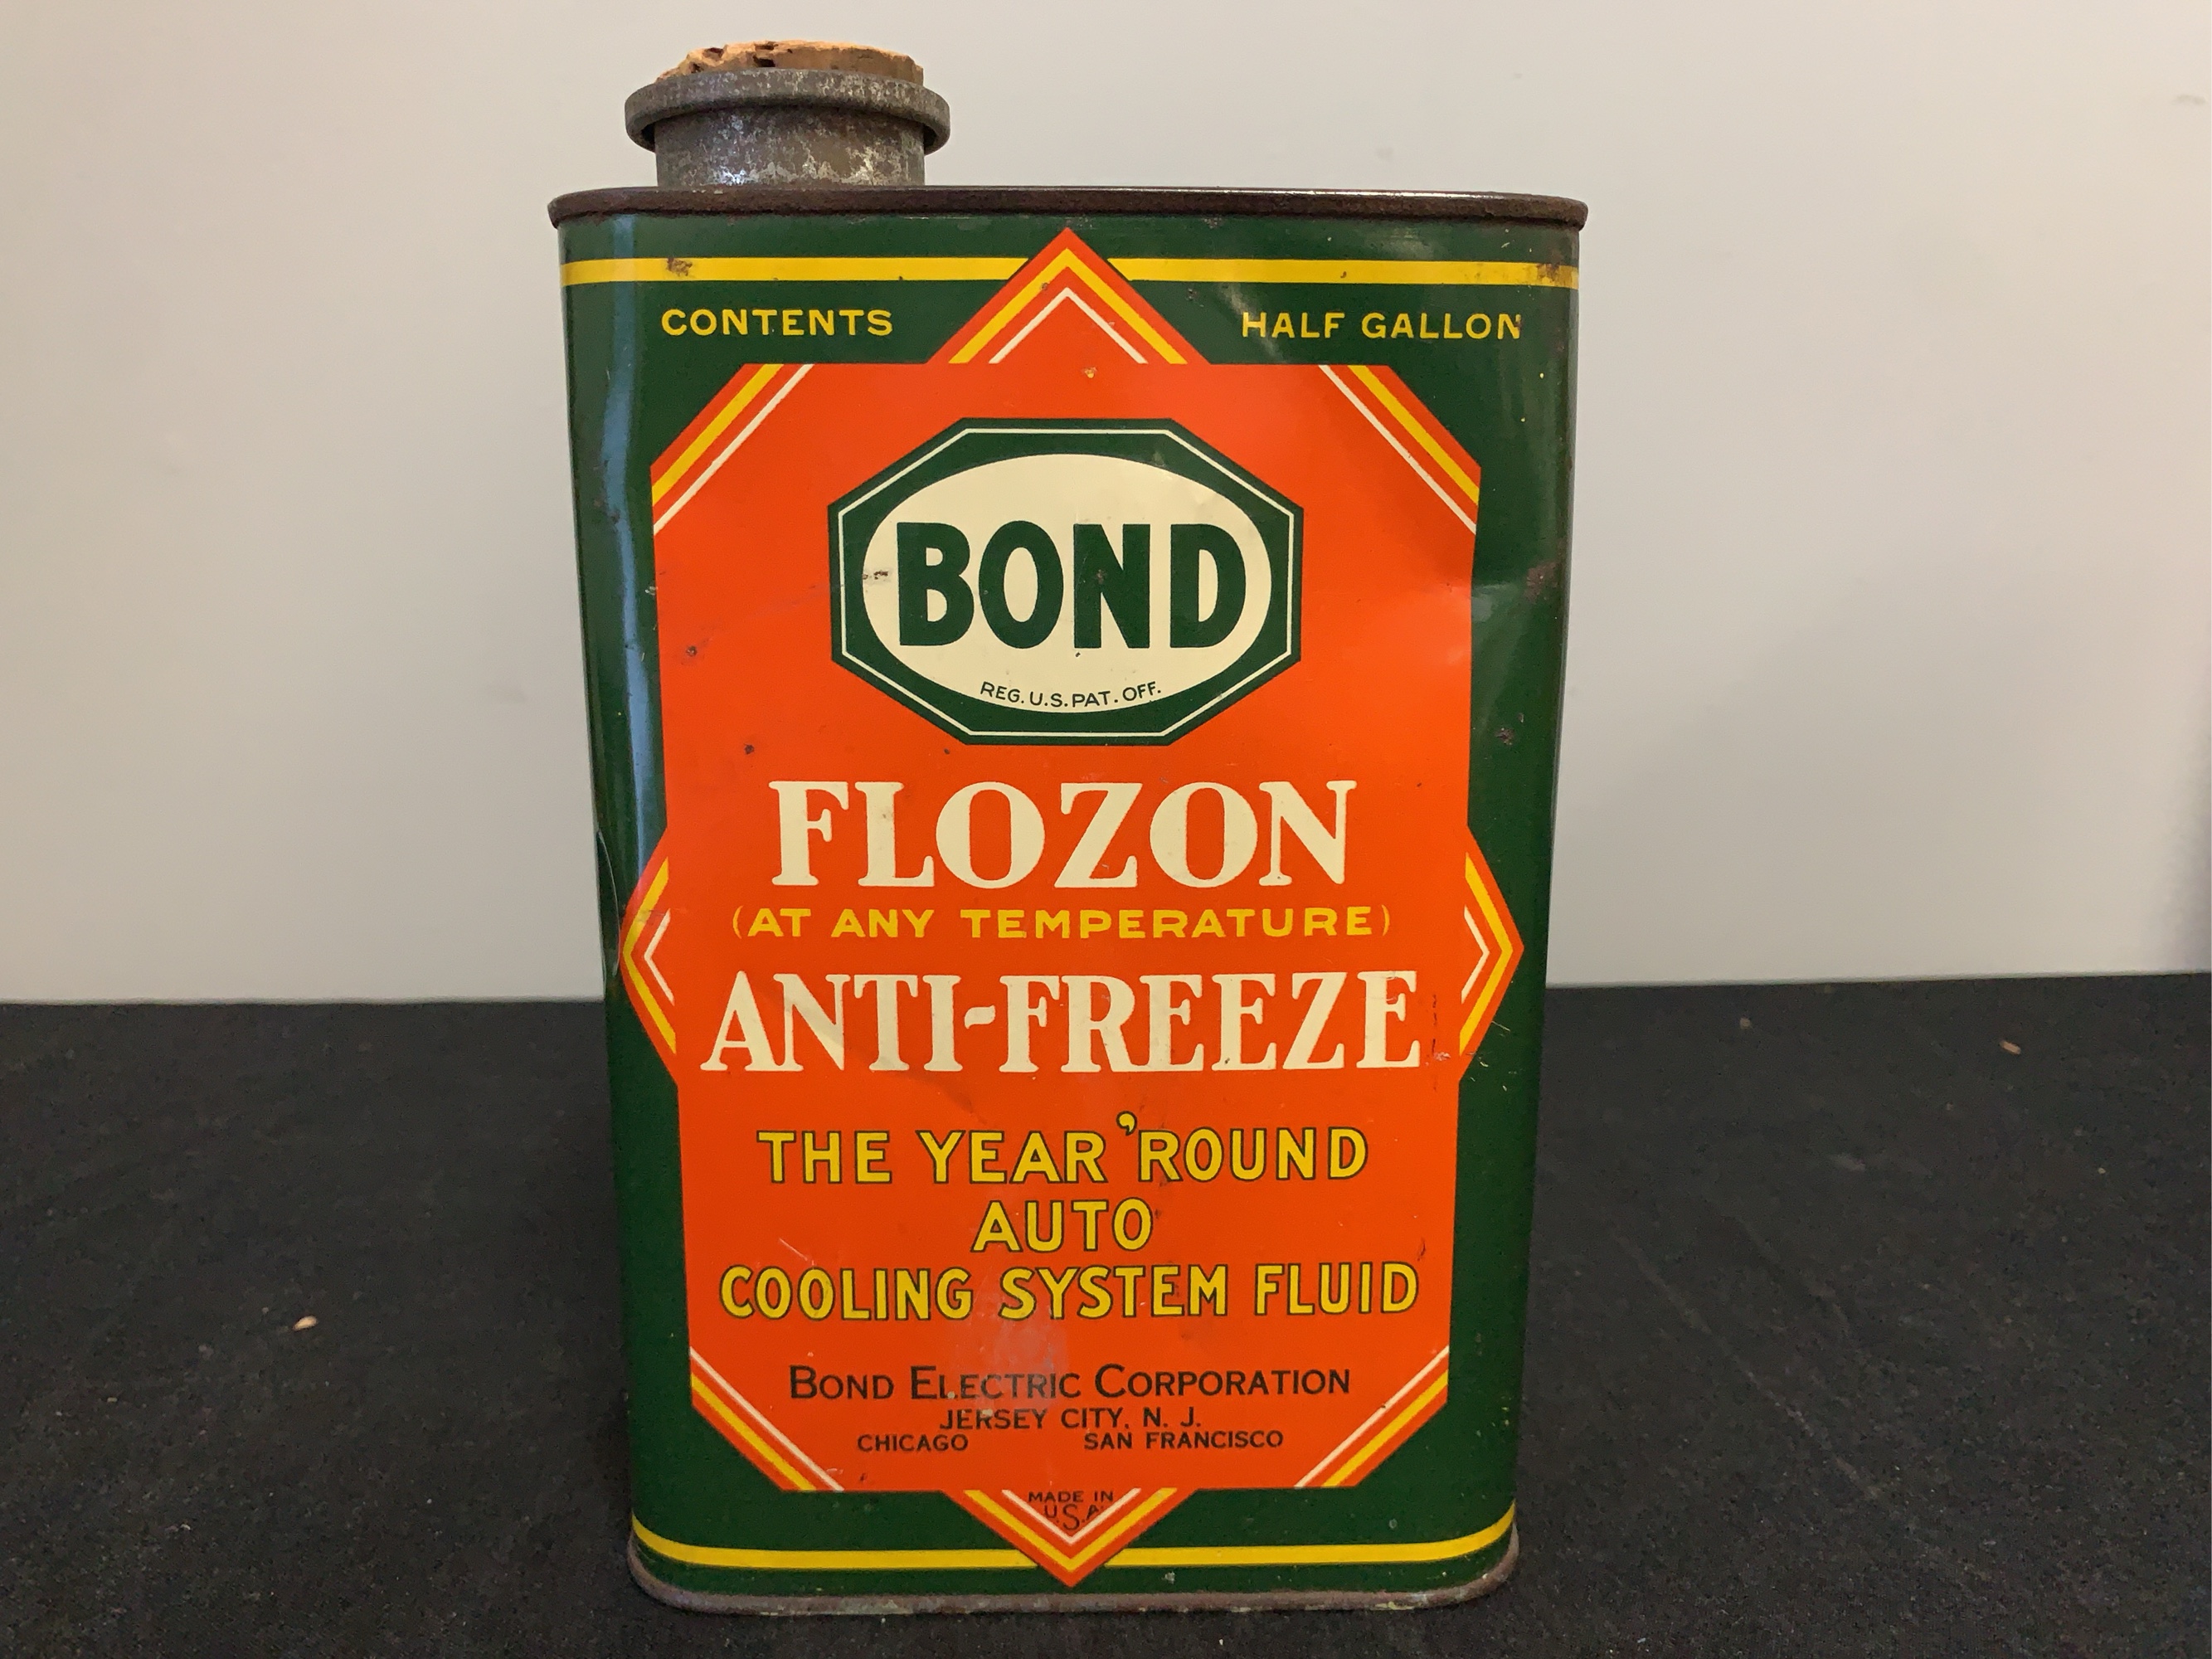 CONTENTS HALF GALLON
BOND
REG. U.S. PAT. OFF.
FLOZON
(AT ANY TEMPERATURE)
ANTI-FREEZE
THE YEAR 'ROUND
AUTO
COOLING SYSTEM FLUID
BOND ELECTRIC CORPORATION
JERSEY CITY, N. J.
CHICAGO SAN FRANCISCO
MADE IN
U.S.A.